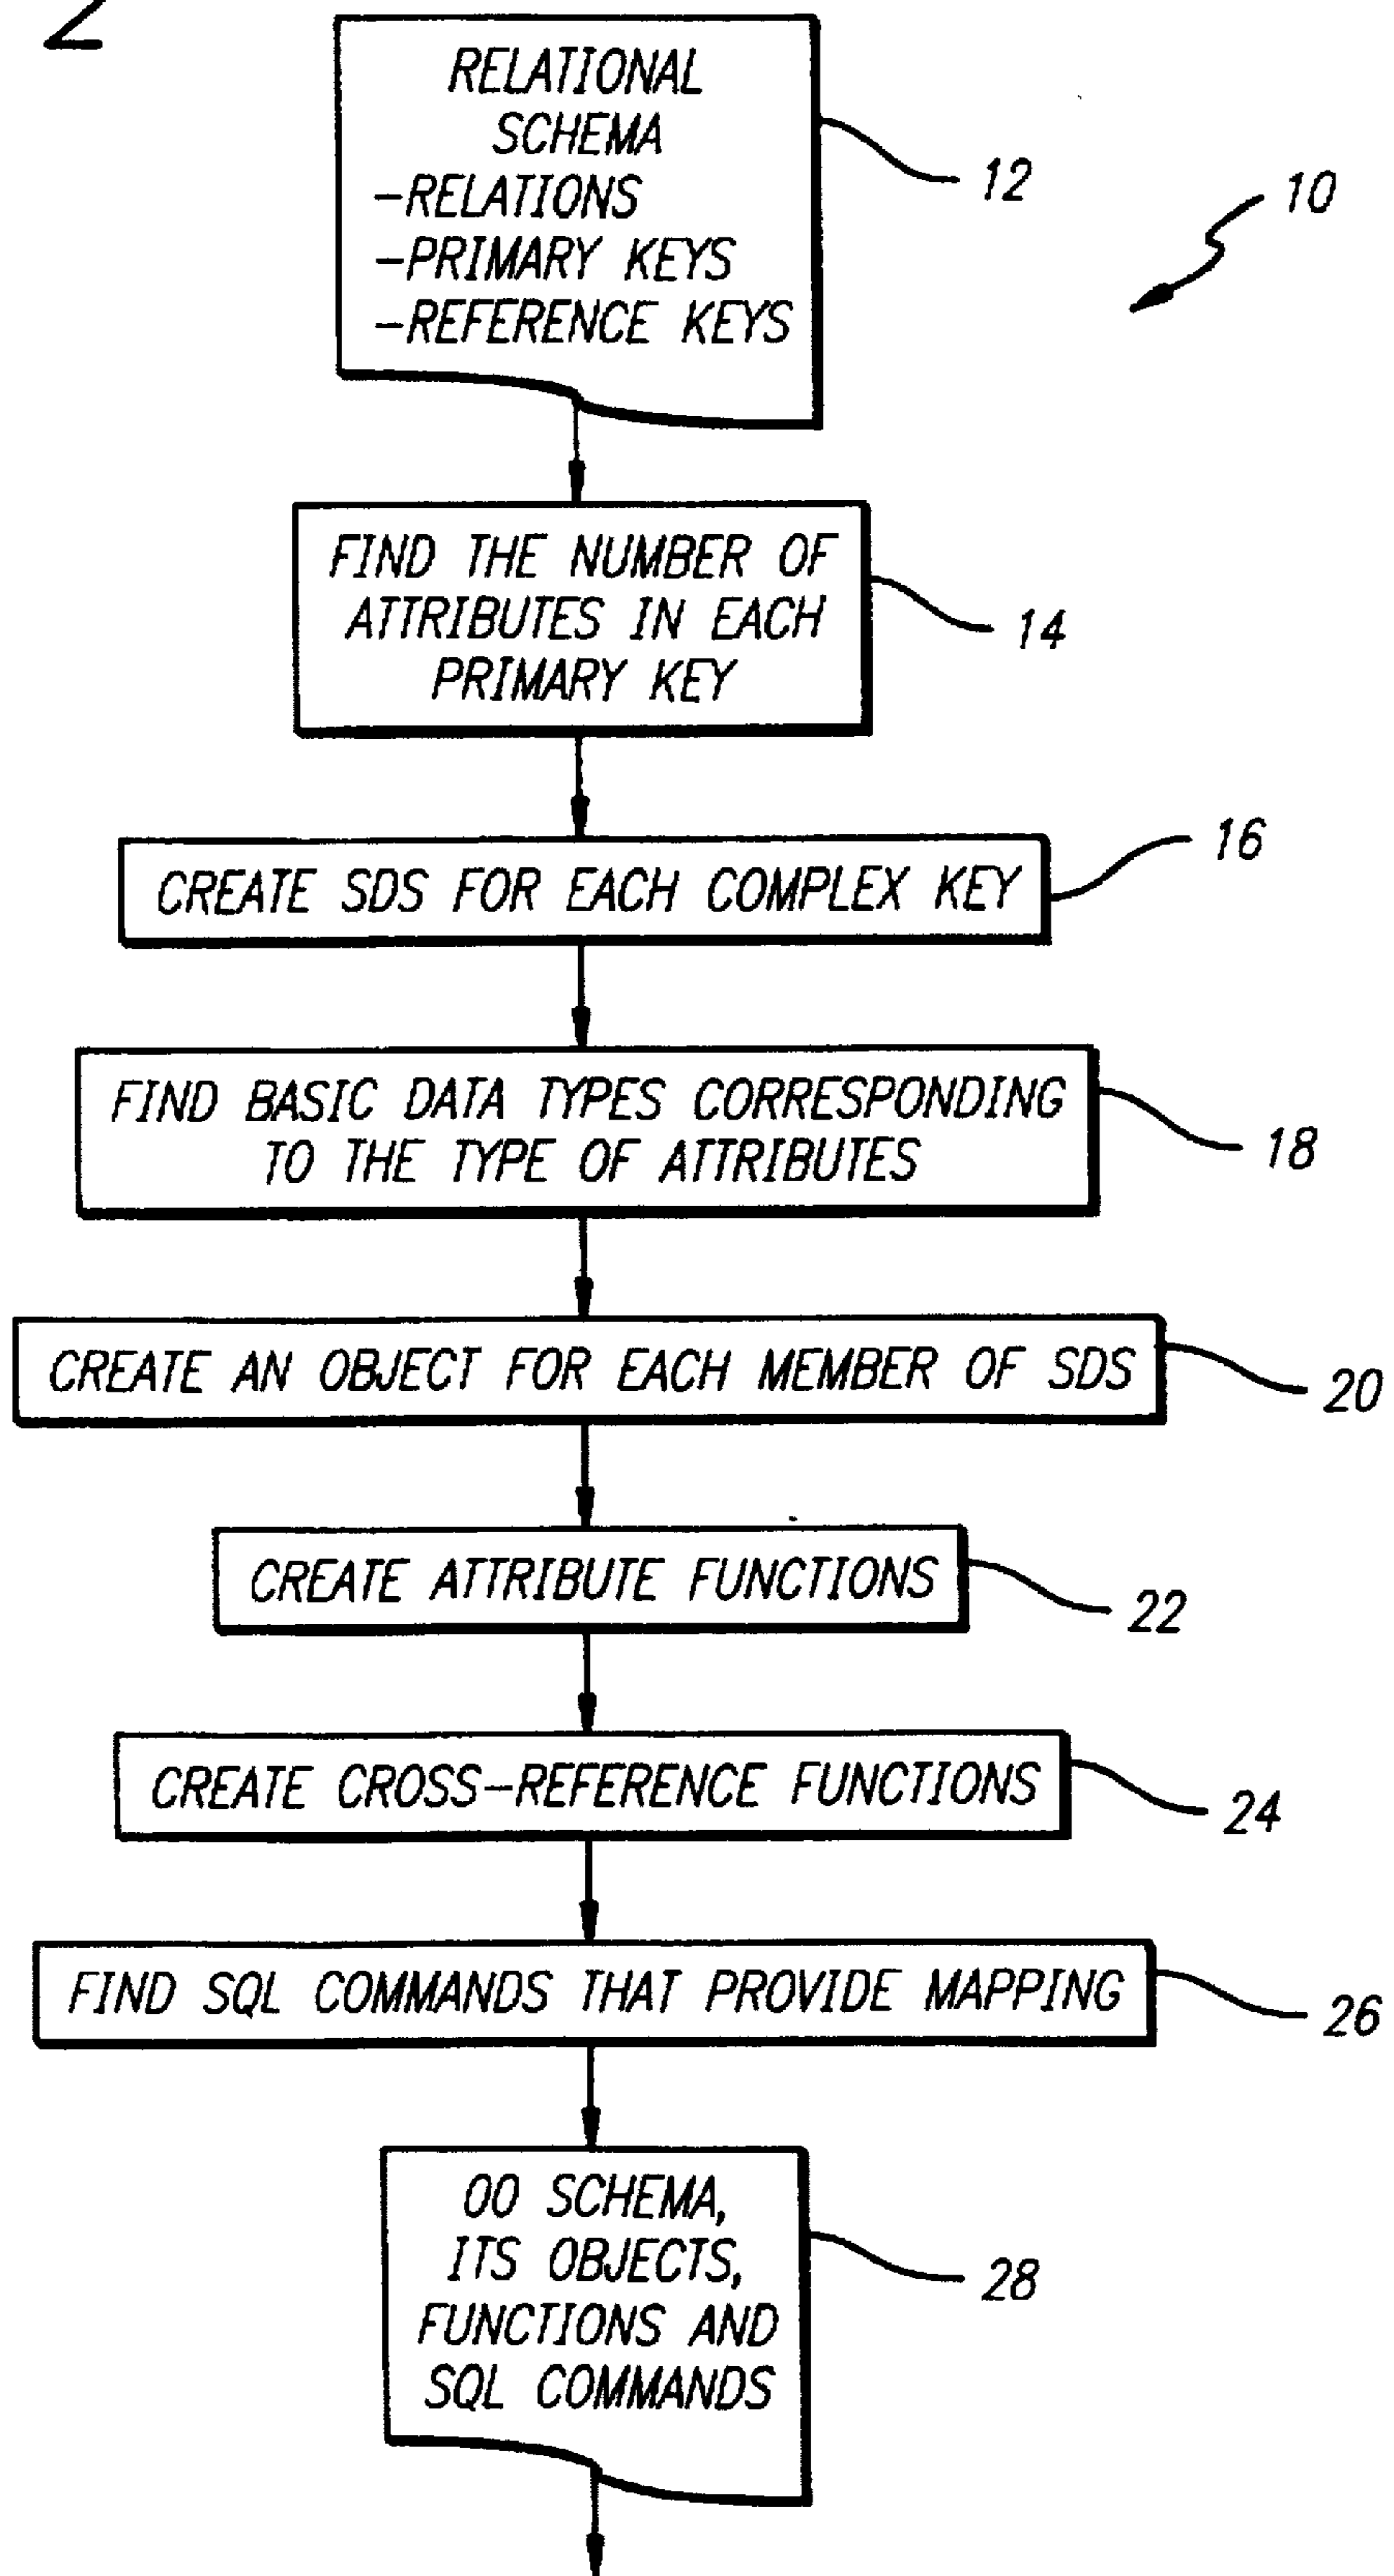 2
RELATIONAL
SCHEMA
-RELATIONS
-PRIMARY KEYS
-REFERENCE KEYS
12
10
FIND THE NUMBER OF
ATTRIBUTES IN EACH
PRIMARY KEY
14
CREATE SDS FOR EACH COMPLEX KEY
16
FIND BASIC DATA TYPES CORRESPONDING
TO THE TYPE OF ATTRIBUTES
18
CREATE AN OBJECT FOR EACH MEMBER OF SDS
20
CREATE ATTRIBUTE FUNCTIONS
22
CREATE CROSS-REFERENCE FUNCTIONS
24
FIND SQL COMMANDS THAT PROVIDE MAPPING
26
OO SCHEMA,
ITS OBJECTS,
FUNCTIONS AND
SQL COMMANDS
28